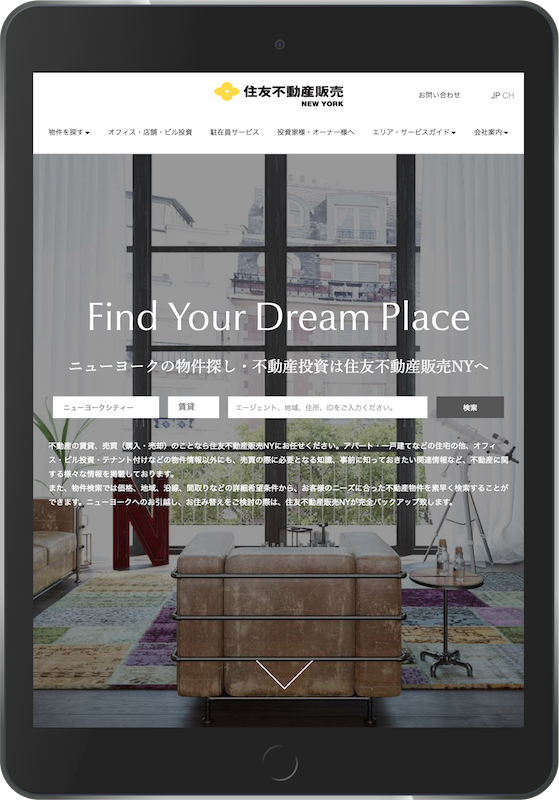 住友不動産販売
NEW YORK
お問い合わせ
JP CH
物件を探す オフィス・店舗・ビル投資 駐在員サービス 投資家様・オーナー様へ エリア・サービスガイド 会社案内
Find Your Dream Place
ニューヨークの物件探し・不動産投資は住友不動産販売NYへ
ニューヨークシティー 賃貸 エージェント、地域、住所、IDをご入力ください。 検索
不動産の賃貸、売買（購入・売却）のことなら住友不動産販売NYにお任せください。アパート・一戸建てなどの住宅の他、オフィ
ス・ビル投資・テナント付けなどの物件情報以外にも、売買の際に必要となる知識、事前に知っておきたい関連情報など、不動産に関
する様々な情報を掲載しております。
また、物件検索では価格、地域、沿線、間取りなどの詳細希望条件から、お客様のニーズに合った不動産物件を素早く検索することが
できます。ニューヨークへのお引越し、お住み替えをご検討の際は、住友不動産販売NYが完全バックアップ致します。
N